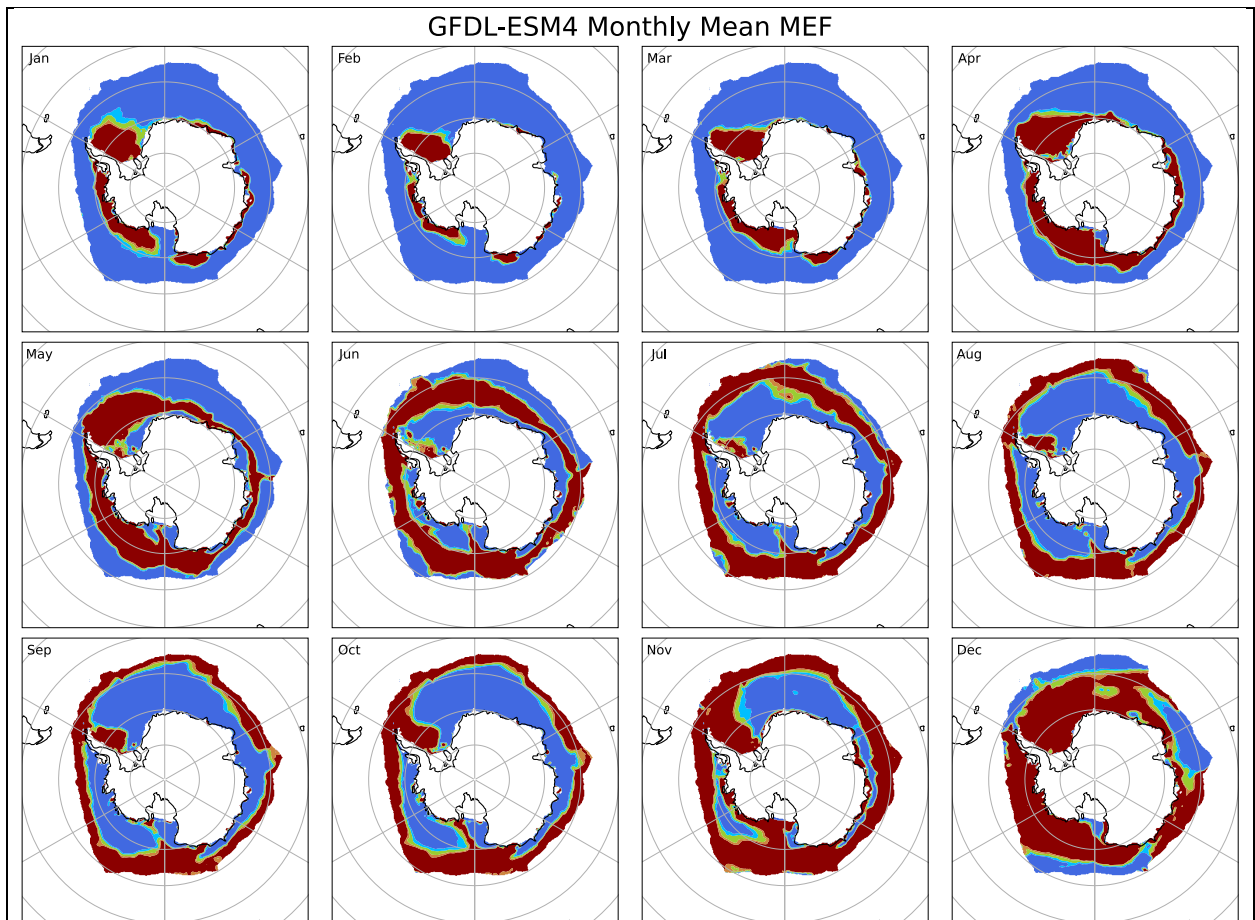 GFDL-ESM4 Monthly Mean MEF
Jan
Feb
Mar
Apr
May
Jun
Jul
Aug
Sep
Oct
Nov
Dec